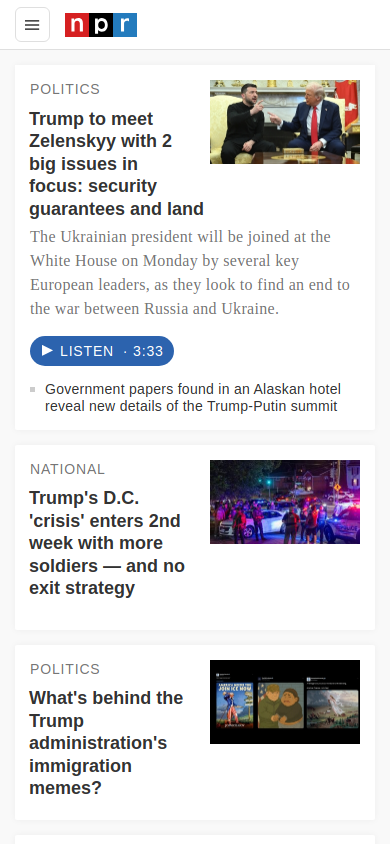 npr
POLITICS
Trump to meet
Zelenskyy with 2
big issues in
focus: security
guarantees and land
The Ukrainian president will be joined at the
White House on Monday by several key
European leaders, as they look to find an end to
the war between Russia and Ukraine.
LISTEN · 3:33
Government papers found in an Alaskan hotel
reveal new details of the Trump-Putin summit
NATIONAL
Trump's D.C.
'crisis' enters 2nd
week with more
soldiers — and no
exit strategy
POLITICS
What's behind the
Trump
administration's
immigration
memes?
JOIN ICE NOW